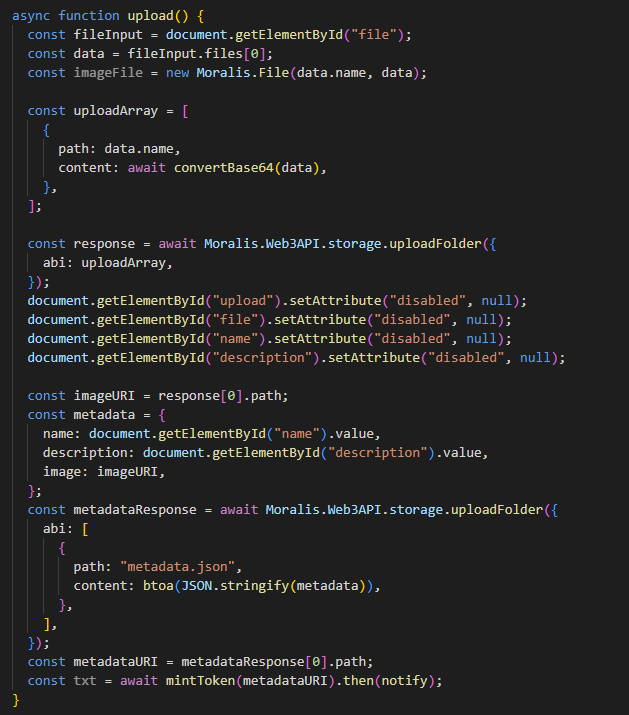 async function upload() {
  const fileInput = document.getElementById("file");
  const data = fileInput.files[0];
  const imageFile = new Moralis.File(data.name, data);

  const uploadArray = [
    {
      path: data.name,
      content: await convertBase64(data),
    },
  ];

  const response = await Moralis.Web3API.storage.uploadFolder({
    abi: uploadArray,
  });
  document.getElementById("upload").setAttribute("disabled", null);
  document.getElementById("file").setAttribute("disabled", null);
  document.getElementById("name").setAttribute("disabled", null);
  document.getElementById("description").setAttribute("disabled", null);

  const imageURI = response[0].path;
  const metadata = {
    name: document.getElementById("name").value,
    description: document.getElementById("description").value,
    image: imageURI,
  };
  const metadataResponse = await Moralis.Web3API.storage.uploadFolder({
    abi: [
      {
        path: "metadata.json",
        content: btoa(JSON.stringify(metadata)),
      },
    ],
  });
  const metadataURI = metadataResponse[0].path;
  const txt = await mintToken(metadataURI).then(notify);
}